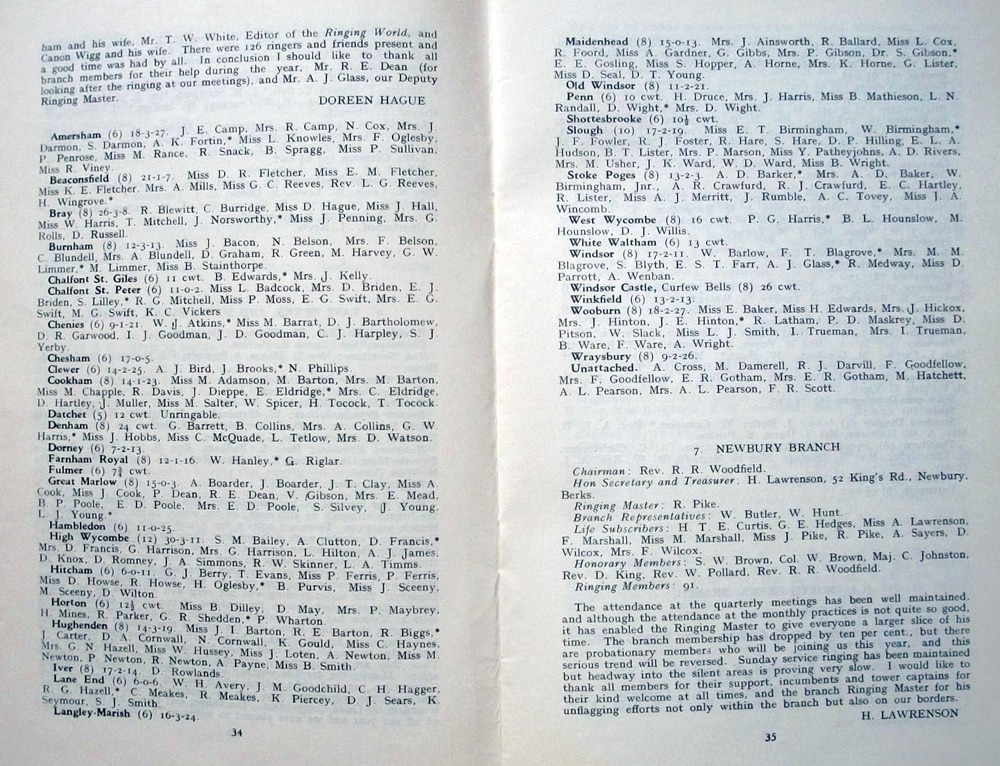 ham and his wife, Mr. T. W. White, Editor of the Ringing World, and
Canon Wigg and his wife. There were 126 ringers and friends present and
a good time was had by all. In conclusion I should like to thank all
branch members for their help during the year, Mr. R. E. Dean (for
looking after the ringing at our meetings), and Mr. A. J. Glass, our Deputy
Ringing Master.
DOREEN HAGUE
Amersham (6) 18-3-27. J. E. Camp, Mrs. R. Camp, N. Cox, Mrs. J.
Darmon, S. Darmon, A. K. Fortin,* Miss L. Knowles, Mrs. F. Oglesby,
P. Penrose, Miss M. Rance, R. Snack, B. Spragg, Miss P. Sullivan,
Miss R. Viney.
Beaconsfield (8) 21-1-7. Miss D. R. Fletcher, Miss E. M. Fletcher,
Miss K. E. Fletcher, Mrs. A. Mills, Miss G. C. Reeves, Rev. L. G. Reeves,
H. Wingrove.*
Bray (8) 26-3-8. R. Blewitt, C. Burridge, Miss D. Hague, Miss J. Hall,
Miss W. Harris, T. Mitchell, J. Norsworthy,* Miss J. Penning, Mrs. G.
Rolls, D. Russell.
Burnham (8) 12-3-13. Miss J. Bacon, N. Belson, Mrs. F. Belson,
C. Blundell, Mrs. A. Blundell, D. Graham, R. Green, M. Harvey, G. W.
Limmer,* M. Limmer, Miss B. Stainthorpe.
Chalfont St. Giles (6) 11 cwt. B. Edwards,* Mrs. J. Kelly.
Chalfont St. Peter (6) 11-0-2. Miss L. Badcock, Mrs. D. Briden, E. J.
Briden, S. Lilley,* R. G. Mitchell, Miss P. Moss, E. G. Swift, Mrs. E. G.
Swift, M. G. Swift, K. C. Vickers
Chenies (6) 9-1-21. W. J. Atkins,* Miss M. Barrat, D. J. Bartholomew,
D. R. Garwood, I. J. Goodman, J. D. Goodman, C. J. Harpley, S. J.
Yerby.
Chesham (6) 17-0-5.
Clewer (6) 14-2-25. A. J. Bird, J. Brooks,* N. Phillips.
Cookham (8) 14-1-23. Miss M. Adamson, M. Barton, Mrs. M. Barton,
Miss M. Chapple, R. Davis, J. Dieppe, E. Eldridge,* Mrs. C. Eldridge,
D. Hartley, J. Muller, Miss M. Salter, W. Spicer, H. Tocock, T. Tocock.
Datchet (5) 12 cwt. Unringable.
Denham (8) 24 cwt. G. Barrett, B. Collins, Mrs. A. Collins, G. W.
Harris,* Miss J. Hobbs, Miss C. McQuade, L. Tetlow, Mrs. D. Watson.
Dorney (6) 7-2-13.
Farnham Royal (8) 12-1-16. W. Hanley,* G. Riglar.
Fulmer (6) 7¾ cwt.
Great Marlow (8) 15-0-3. A. Boarder, J. Boarder, J. T. Clay, Miss A.
Cook, Miss J. Cook, P. Dean, R. E. Dean, V. Gibson, Mrs. E. Mead,
B. P. Poole, E. D. Poole, Mrs. E. D. Poole, S. Silvey, J. Young,
L. J. Young.*
Hambledon (6) 11-0-25.
High Wycombe (12) 30-3-11. S. M. Bailey, A. Clutton, D. Francis,*
Mrs. D. Francis, G. Harrison, Mrs. G. Harrison, L. Hilton, A. J. James,
D. Knox, D. Romney, J. A. Simmons, R. W. Skinner, L. A. Timms.
Hitcham (6) 6-0-11. G. J. Berry, T. Evans, Miss P. Ferris, P. Ferris,
Miss D. Howse, R. Howse, H. Oglesby,* B. Purvis, Miss J. Sceeny,
M. Sceeny, D. Wilton.
Horton (6) 12½ cwt. Miss B. Dilley, D. May, Mrs. P. Maybrey,
H. Mines, R. Parker, G. R. Shedden,* P. Wharton.
Hughenden (8) 14-3-19. Miss J. I. Barton, R. E. Barton, R. Biggs,*
J. Carter, D. A. Cornwall, N. Cornwall, K. Gould, Miss C. Haynes,
Mrs. G. N. Hazell, Miss W. Hussey, Miss J. Loten, A. Newton, Miss M.
Newton, P. Newton, R. Newton, A. Payne, Miss B. Smith.
Iver (8) 17-2-14. D. Rowlands.
Lane End (6) 6-0-6. W. H. Avery, J. M. Goodchild, C. H. Hagger,
R. G. Hazell,* C. Meakes, R. Meakes, K. Piercey, D. J. Sears, K.
Seymour, S. J. Smith.
Langley-Marish (6) 16-3-24.
34
Maidenhead (8) 15-0-13. Mrs. J. Ainsworth, R. Ballard, Miss L. Cox,
R. Foord, Miss A. Gardner, G. Gibbs, Mrs. P. Gibson, Dr. S. Gibson,*
E. E. Gosling, Miss S. Hopper, A. Horne, Mrs. K. Horne, G. Lister,
Miss D. Seal, D. T. Young.
Old Windsor (8) 11-2-21.
Penn (6) 10 cwt. H. Druce, Mrs. J. Harris, Miss B. Mathieson, L. N.
Randall, D. Wight,* Mrs. D. Wight.
Shottesbrooke (6) 10½ cwt.
Slough (10) 17-2-19. Miss E. T. Birmingham, W. Birmingham,*
J. F. Fowler, R. J. Foster, R. Hare, S. Hare, D. P. Hilling, E. L. A.
Hudson, B. T. Lister, Mrs. P. Marson, Miss Y. Patheyjohns, A. D. Rivers,
Mrs. M. Usher, J. K. Ward, W. D. Ward, Miss B. Wright.
Stoke Poges (8) 13-2-3. A. D. Barker,* Mrs. A. D. Baker, W.
Birmingham, Jnr., A. R. Crawfurd, R. J. Crawfurd, E. C. Hartley,
R. Lister, Miss A. J. Merritt, J. Rumble, A. C. Tovey, Miss J. A.
Wincomb.
West Wycombe (8) 16 cwt. P. G. Harris,* B. L. Hounslow, M.
Hounslow, D. J. Willis.
White Waltham (6) 13 cwt.
Windsor (8) 17-2-11. W. Barlow, F. T. Blagrove,* Mrs. M. M.
Blagrove, S. Blyth, E. S. T. Farr, A. J. Glass,* R. Medway, Miss D.
Parrott, A. Wenban.
Windsor Castle, Curfew Bells (8) 26 cwt.
Winkfield (6) 13-2-13.
Wooburn (8) 18-2-27. Miss E. Baker, Miss H. Edwards, Mrs. J. Hickox,
Mrs. J. Hinton, J. E. Hinton,* R. Latham, P. D. Maskrey, Miss D.
Pitson, W. Slack, Miss L. J. Smith, I. Trueman, Mrs. I. Trueman,
B. Ware, F. Ware, A. Wright.
Wraysbury (8) 9-2-26.
Unattached. A. Cross, M. Damerell, R. J. Darvill, F. Goodfellow,
Mrs. F. Goodfellow, E. R. Gotham, Mrs. E. R. Gotham, M. Hatchett,
A. L. Pearson, Mrs. A. L. Pearson, F. R. Scott.
7. NEWBURY BRANCH
Chairman: Rev. R. R. Woodfield.
Hon Secretary and Treasurer: H. Lawrenson, 52 King's Rd., Newbury,
Berks.
Ringing Master: R. Pike.
Branch Representatives: W. Butler, W. Hunt.
Life Subscribers: H. T. E. Curtis, G. E. Hedges, Miss A. Lawrenson,
F. Marshall, Miss M. Marshall, Miss J. Pike, R. Pike, A. Sayers, D.
Wilcox, Mrs. F. Wilcox.
Honorary Members: S. W. Brown, Col. W. Brown, Maj. C. Johnston,
Rev. D. King, Rev. W. Pollard, Rev. R. R. Woodfield.
Ringing Members: 91.
The attendance at the quarterly meetings has been well maintained,
and although the attendance at the monthly practices is not quite so good,
it has enabled the Ringing Master to give everyone a larger slice of his
time. The branch membership has dropped by ten per cent., but there
are probationary members who will be joining us this year, and this
serious trend will be reversed. Sunday service ringing has been maintained
but headway into the silent areas is proving very slow. I would like to
thank all members for their support, incumbents and tower captains for
their kind welcome at all times, and the branch Ringing Master for his
unflagging efforts not only within the branch but also on our borders.
H. LAWRENSON
35